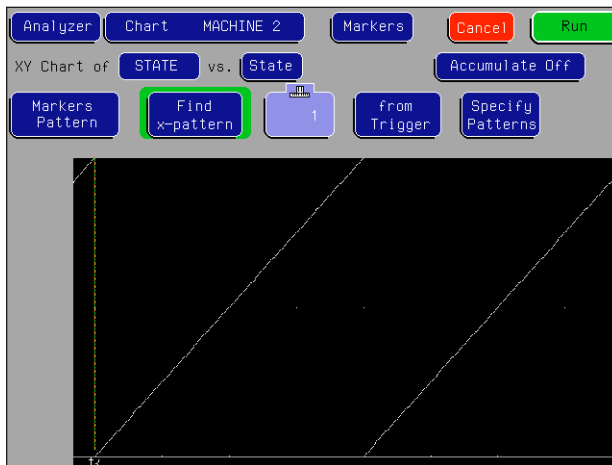 Analyzer Chart MACHINE 2 Markers Cancel Run
XY Chart of STATE vs. State Accumulate Off
Markers Pattern Find x-pattern 1 from Trigger Specify Patterns